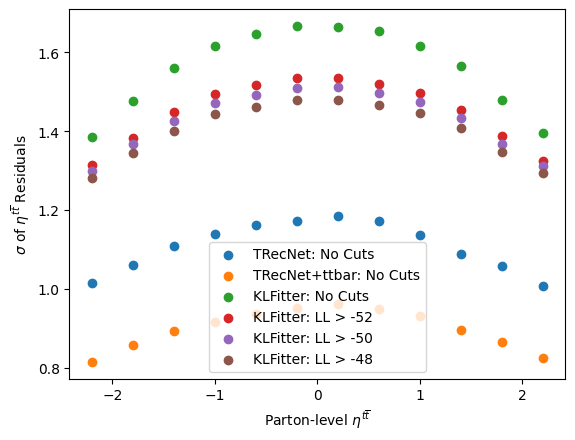 1.6
1.4
1.2
1.0
0.8
σ of η^{tt̅} Residuals
TRecNet: No Cuts
TRecNet+ttbar: No Cuts
KLFitter: No Cuts
KLFitter: LL > -52
KLFitter: LL > -50
KLFitter: LL > -48
−2 −1 0 1 2
Parton-level η^{tt̅}